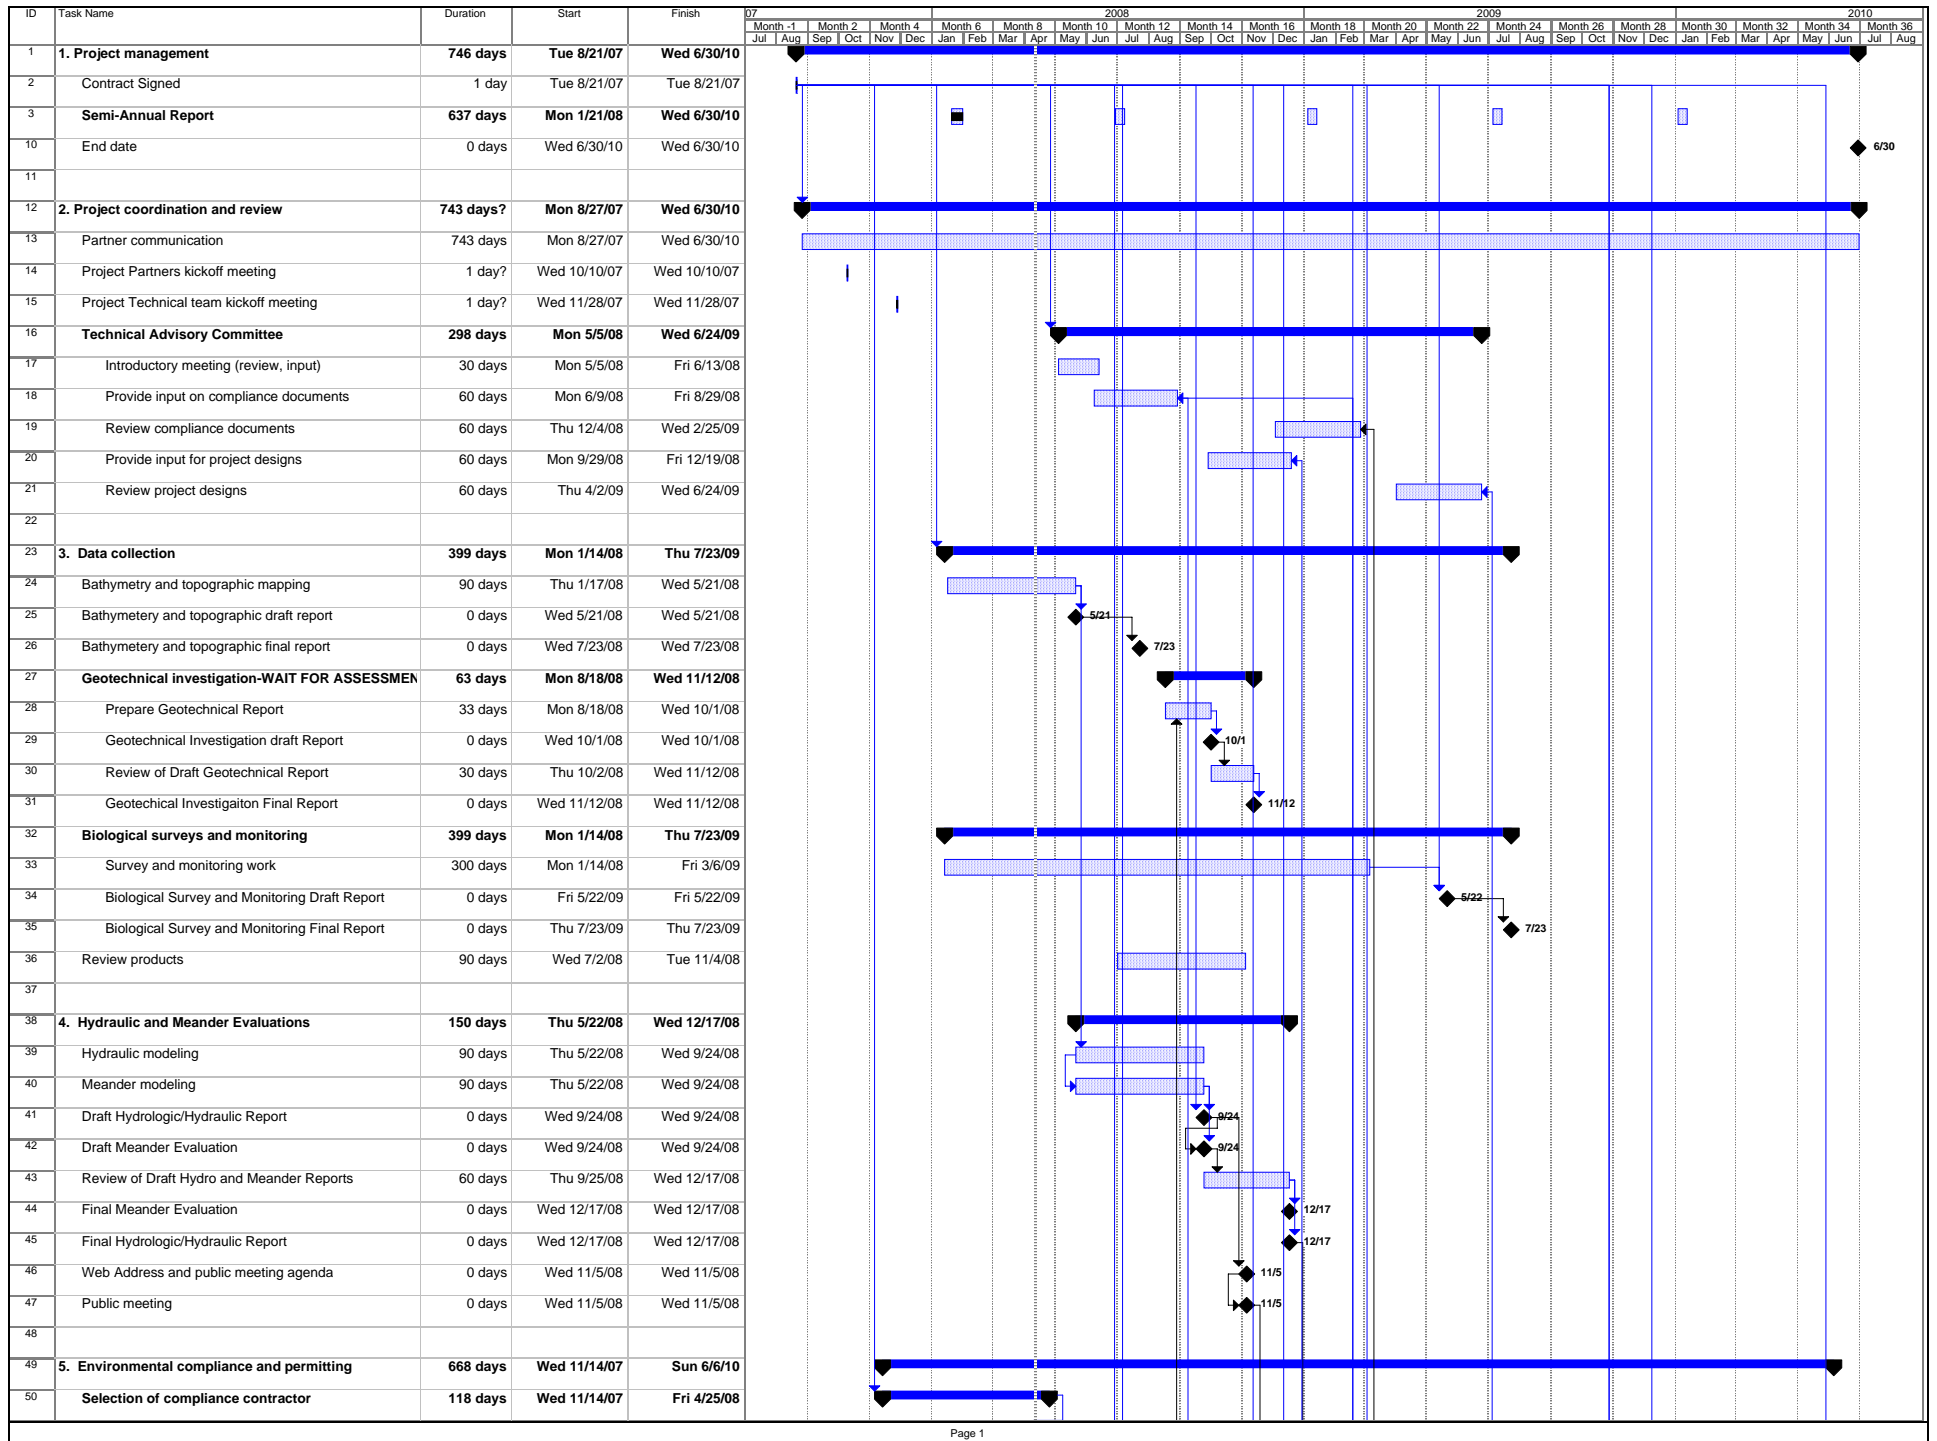 ID Task Name Duration Start Finish 07 2008 2009 2010
Month -1 Month 2 Month 4 Month 6 Month 8 Month 10 Month 12 Month 14 Month 16 Month 18 Month 20 Month 22 Month 24 Month 26 Month 28 Month 30 Month 32 Month 34 Month 36
Jul Aug Sep Oct Nov Dec Jan Feb Mar Apr May Jun Jul Aug Sep Oct Nov Dec Jan Feb Mar Apr May Jun Jul Aug Sep Oct Nov Dec Jan Feb Mar Apr May Jun Jul Aug
1 1. Project management 746 days Tue 8/21/07 Wed 6/30/10
2 Contract Signed 1 day Tue 8/21/07 Tue 8/21/07
3 Semi-Annual Report 637 days Mon 1/21/08 Wed 6/30/10
10 End date 0 days Wed 6/30/10 Wed 6/30/10 6/30
11
12 2. Project coordination and review 743 days? Mon 8/27/07 Wed 6/30/10
13 Partner communication 743 days Mon 8/27/07 Wed 6/30/10
14 Project Partners kickoff meeting 1 day? Wed 10/10/07 Wed 10/10/07
15 Project Technical team kickoff meeting 1 day? Wed 11/28/07 Wed 11/28/07
16 Technical Advisory Committee 298 days Mon 5/5/08 Wed 6/24/09
17 Introductory meeting (review, input) 30 days Mon 5/5/08 Fri 6/13/08
18 Provide input on compliance documents 60 days Mon 6/9/08 Fri 8/29/08
19 Review compliance documents 60 days Thu 12/4/08 Wed 2/25/09
20 Provide input for project designs 60 days Mon 9/29/08 Fri 12/19/08
21 Review project designs 60 days Thu 4/2/09 Wed 6/24/09
22
23 3. Data collection 399 days Mon 1/14/08 Thu 7/23/09
24 Bathymetry and topographic mapping 90 days Thu 1/17/08 Wed 5/21/08
25 Bathymetery and topographic draft report 0 days Wed 5/21/08 Wed 5/21/08 5/21
26 Bathymetery and topographic final report 0 days Wed 7/23/08 Wed 7/23/08 7/23
27 Geotechnical investigation-WAIT FOR ASSESSMEN 63 days Mon 8/18/08 Wed 11/12/08
28 Prepare Geotechnical Report 33 days Mon 8/18/08 Wed 10/1/08
29 Geotechnical Investigation draft Report 0 days Wed 10/1/08 Wed 10/1/08 10/1
30 Review of Draft Geotechnical Report 30 days Thu 10/2/08 Wed 11/12/08
31 Geotechical Investigaiton Final Report 0 days Wed 11/12/08 Wed 11/12/08 11/12
32 Biological surveys and monitoring 399 days Mon 1/14/08 Thu 7/23/09
33 Survey and monitoring work 300 days Mon 1/14/08 Fri 3/6/09
34 Biological Survey and Monitoring Draft Report 0 days Fri 5/22/09 Fri 5/22/09 5/22
35 Biological Survey and Monitoring Final Report 0 days Thu 7/23/09 Thu 7/23/09 7/23
36 Review products 90 days Wed 7/2/08 Tue 11/4/08
37
38 4. Hydraulic and Meander Evaluations 150 days Thu 5/22/08 Wed 12/17/08
39 Hydraulic modeling 90 days Thu 5/22/08 Wed 9/24/08
40 Meander modeling 90 days Thu 5/22/08 Wed 9/24/08
41 Draft Hydrologic/Hydraulic Report 0 days Wed 9/24/08 Wed 9/24/08 9/24
42 Draft Meander Evaluation 0 days Wed 9/24/08 Wed 9/24/08 9/24
43 Review of Draft Hydro and Meander Reports 60 days Thu 9/25/08 Wed 12/17/08
44 Final Meander Evaluation 0 days Wed 12/17/08 Wed 12/17/08 12/17
45 Final Hydrologic/Hydraulic Report 0 days Wed 12/17/08 Wed 12/17/08 12/17
46 Web Address and public meeting agenda 0 days Wed 11/5/08 Wed 11/5/08 11/5
47 Public meeting 0 days Wed 11/5/08 Wed 11/5/08 11/5
48
49 5. Environmental compliance and permitting 668 days Wed 11/14/07 Sun 6/6/10
50 Selection of compliance contractor 118 days Wed 11/14/07 Fri 4/25/08
Page 1